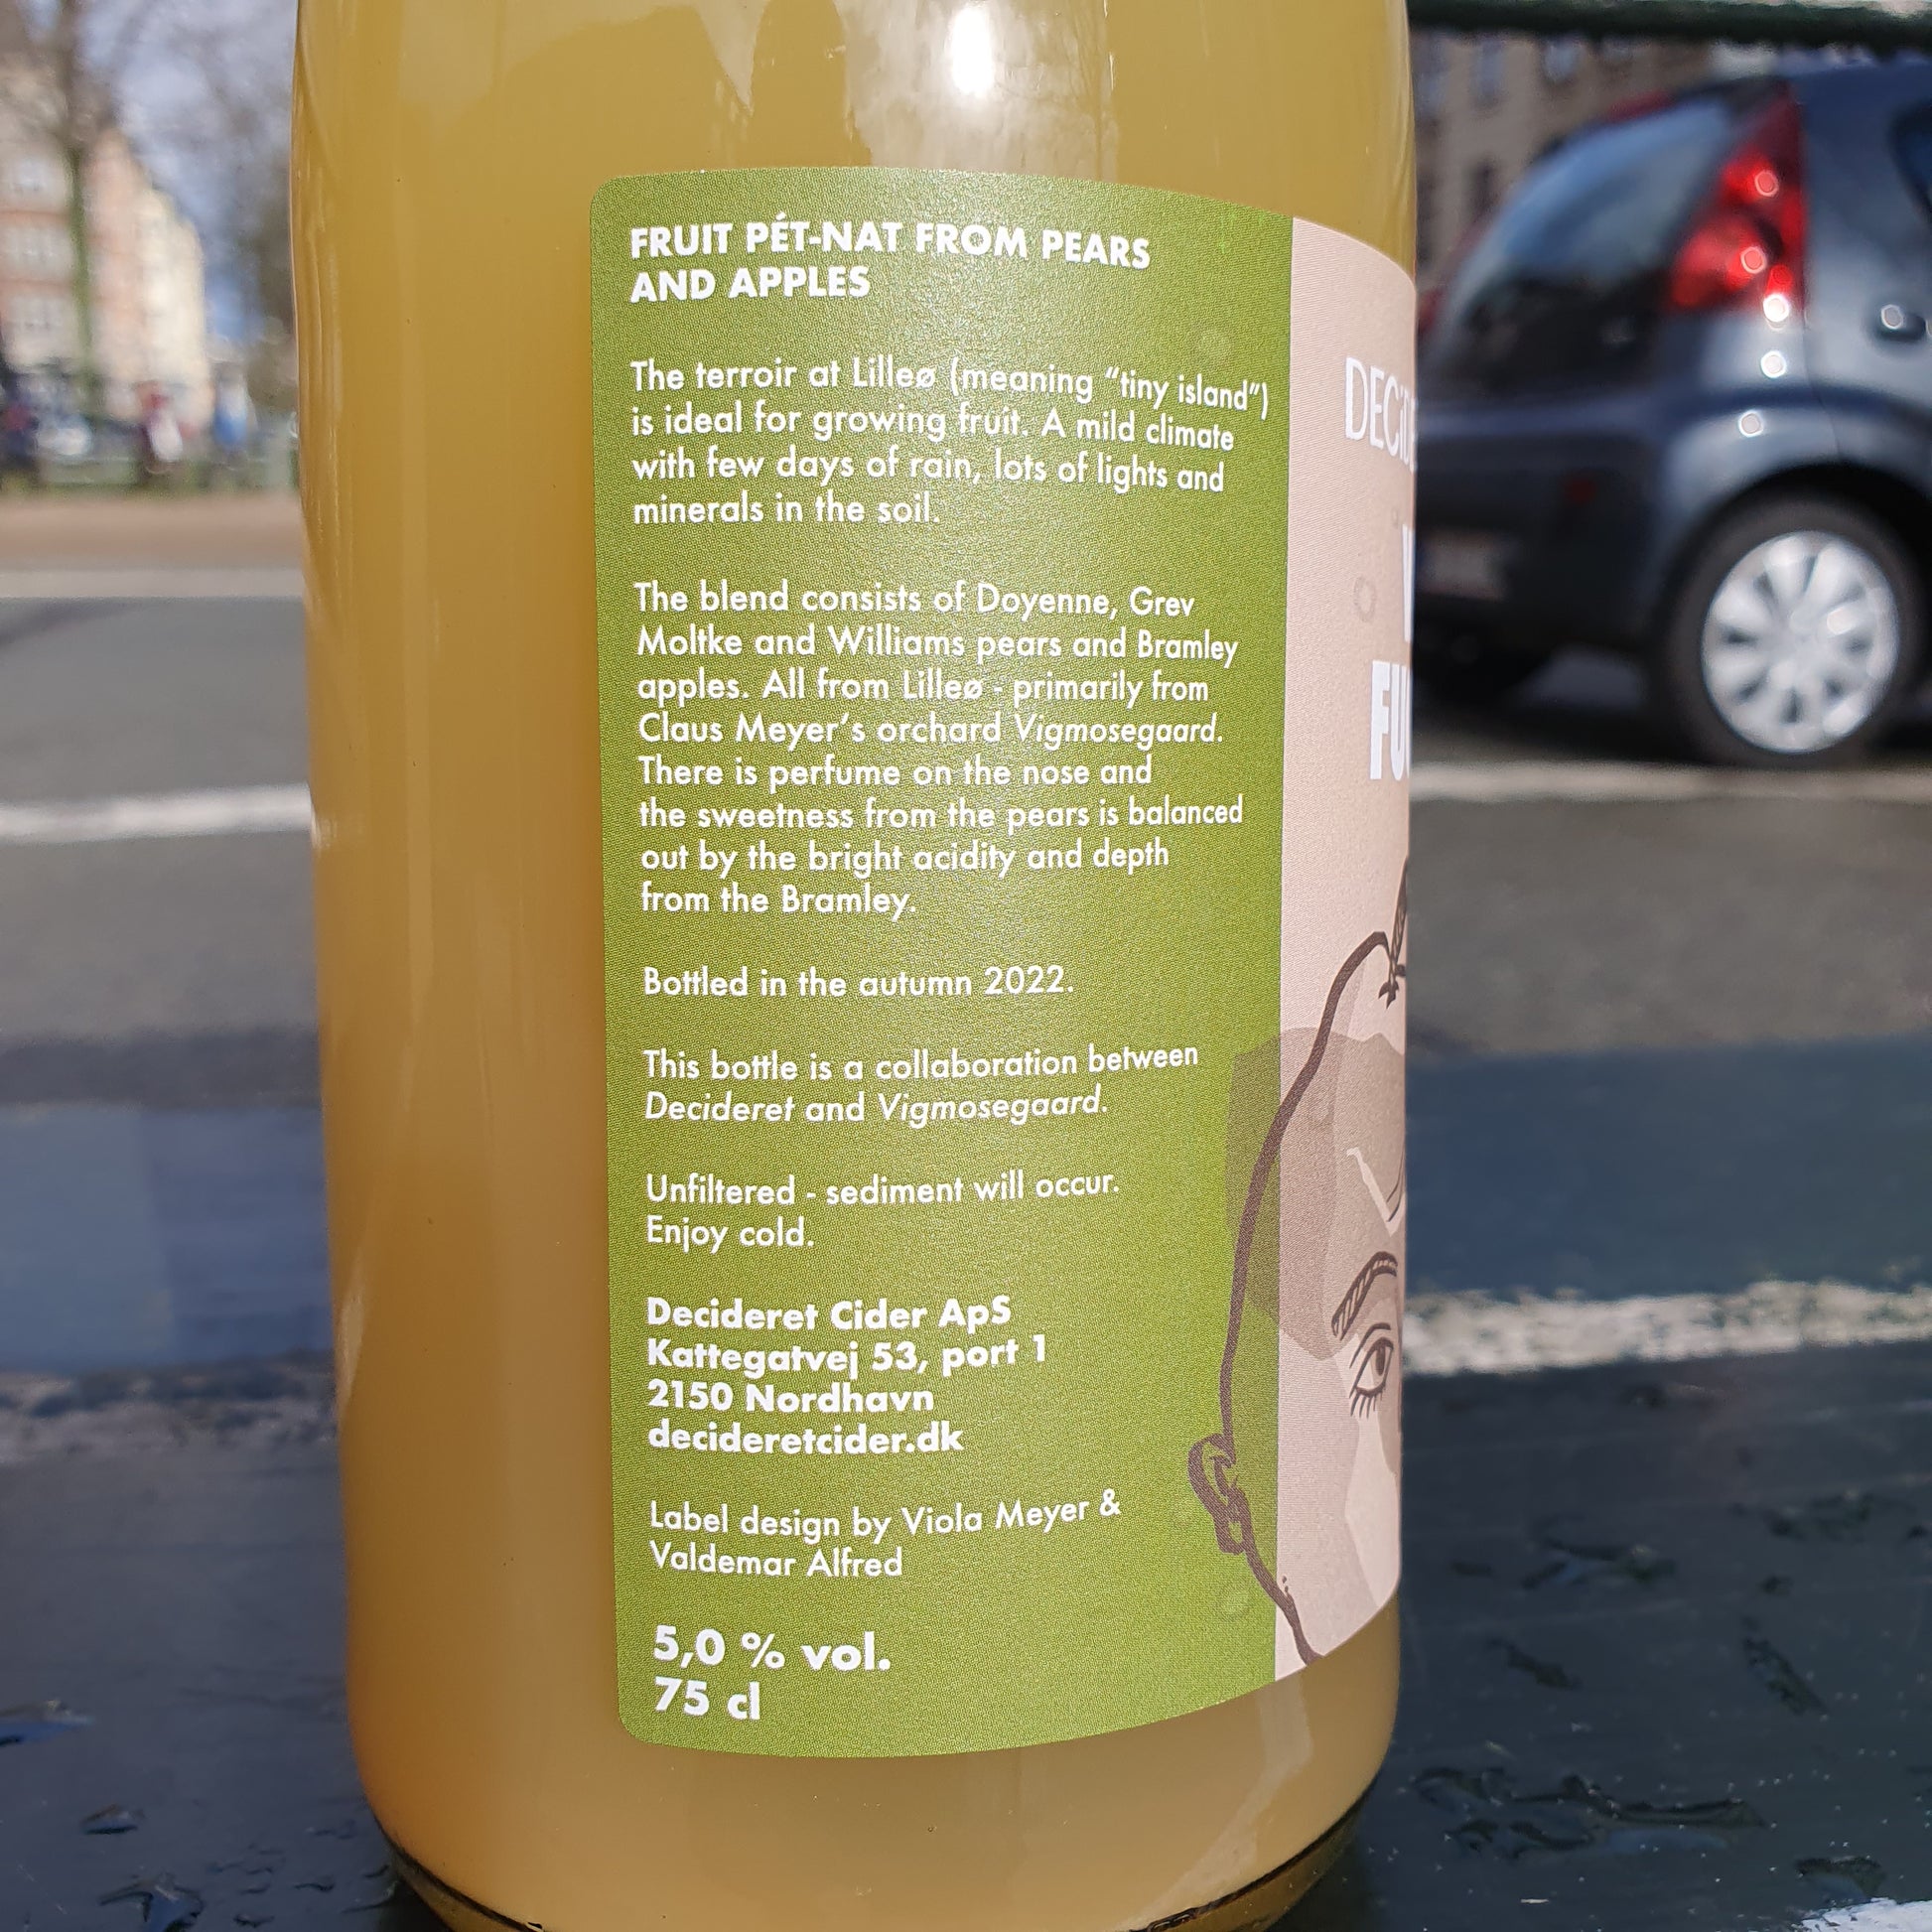 FRUIT PÉT-NAT FROM PEARS
AND APPLES
The terroir at Lilleø (meaning “tiny island”)
is ideal for growing fruit. A mild climate
with few days of rain, lots of lights and
minerals in the soil.
The blend consists of Doyenne, Grev
Moltke and Williams pears and Bramley
apples. All from Lilleø - primarily from
Claus Meyer’s orchard Vigmosegaard.
There is perfume on the nose and
the sweetness from the pears is balanced
out by the bright acidity and depth
from the Bramley.
Bottled in the autumn 2022.
This bottle is a collaboration between
Decideret and Vigmosegaard.
Unfiltered - sediment will occur.
Enjoy cold.
Decideret Cider ApS
Kattegatvej 53, port 1
2150 Nordhavn
decideretcider.dk
Label design by Viola Meyer &
Valdemar Alfred
5,0 % vol.
75 cl